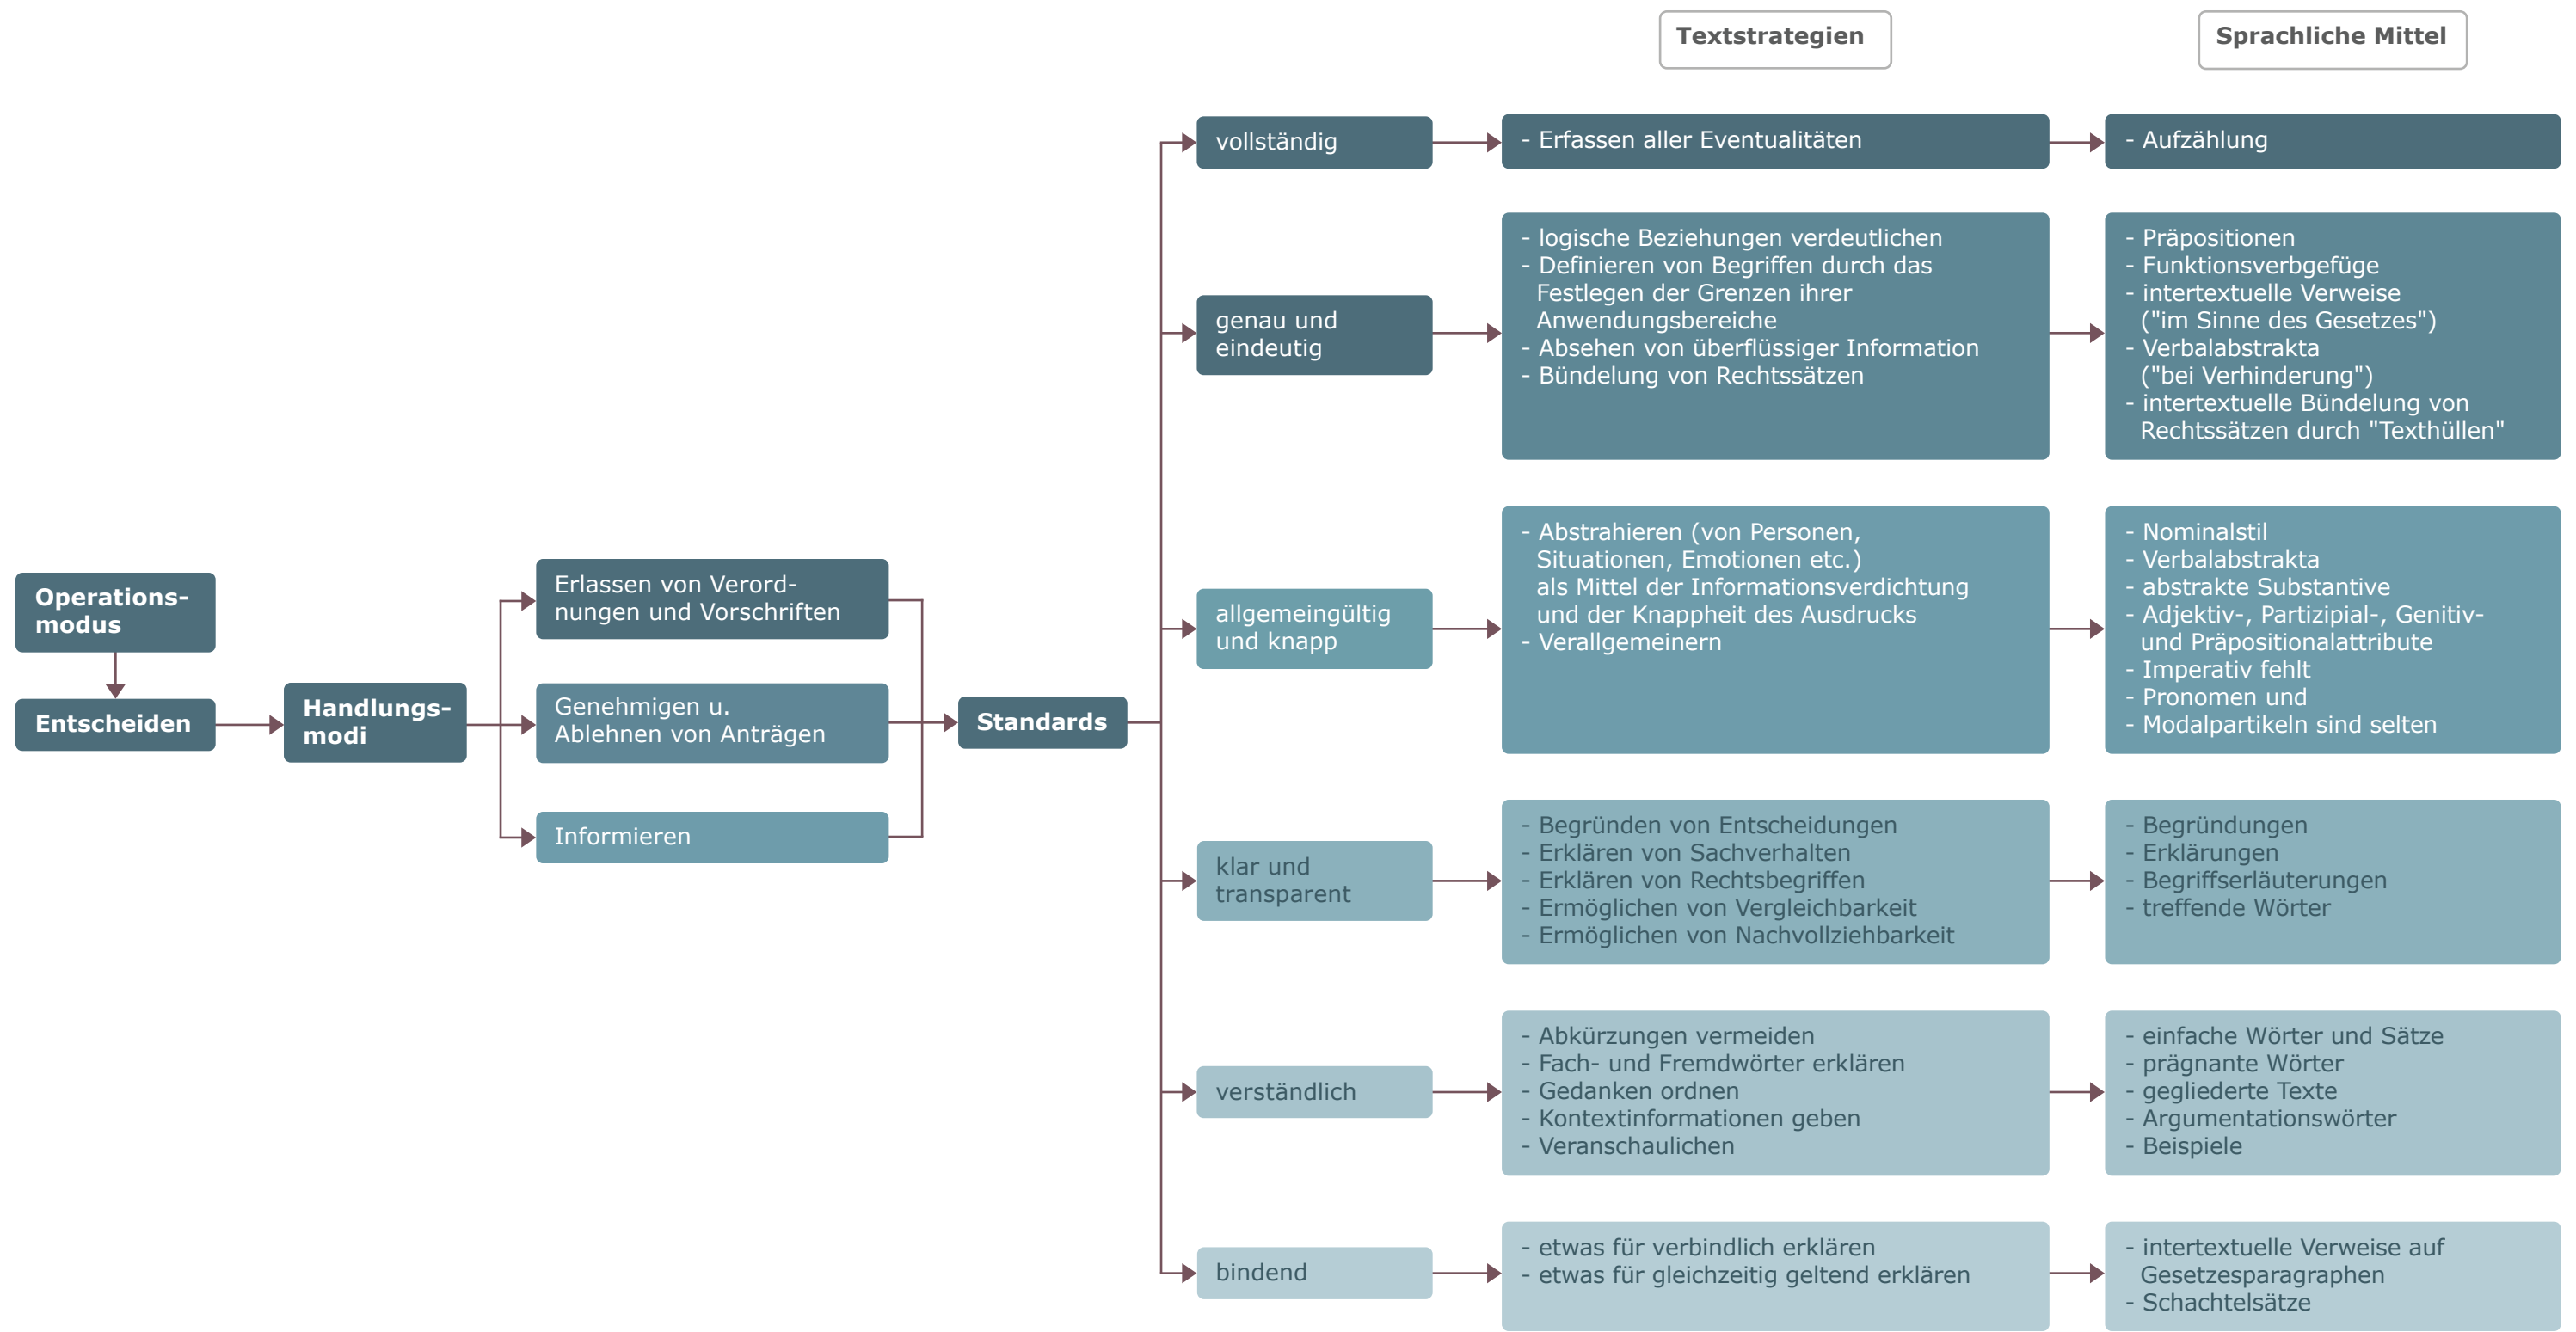 Textstrategien
Sprachliche Mittel
Operations-
modus
Entscheiden
Handlungs-
modi
Erlassen von Verord-
nungen und Vorschriften
Genehmigen u.
Ablehnen von Anträgen
Informieren
Standards
vollständig
- Erfassen aller Eventualitäten
- Aufzählung
genau und
eindeutig
- logische Beziehungen verdeutlichen
- Definieren von Begriffen durch das
Festlegen der Grenzen ihrer
Anwendungsbereiche
- Absehen von überflüssiger Information
- Bündelung von Rechtssätzen
- Präpositionen
- Funktionsverbgefüge
- intertextuelle Verweise
("im Sinne des Gesetzes")
- Verbalabstrakta
("bei Verhinderung")
- intertextuelle Bündelung von
Rechtssätzen durch "Texthüllen"
allgemeingültig
und knapp
- Abstrahieren (von Personen,
Situationen, Emotionen etc.)
als Mittel der Informationsverdichtung
und der Knappheit des Ausdrucks
- Verallgemeinern
- Nominalstil
- Verbalabstrakta
- abstrakte Substantive
- Adjektiv-, Partizipial-, Genitiv-
und Präpositionalattribute
- Imperativ fehlt
- Pronomen und
- Modalpartikeln sind selten
klar und
transparent
- Begründen von Entscheidungen
- Erklären von Sachverhalten
- Erklären von Rechtsbegriffen
- Ermöglichen von Vergleichbarkeit
- Ermöglichen von Nachvollziehbarkeit
- Begründungen
- Erklärungen
- Begriffserläuterungen
- treffende Wörter
verständlich
- Abkürzungen vermeiden
- Fach- und Fremdwörter erklären
- Gedanken ordnen
- Kontextinformationen geben
- Veranschaulichen
- einfache Wörter und Sätze
- prägnante Wörter
- gegliederte Texte
- Argumentationswörter
- Beispiele
bindend
- etwas für verbindlich erklären
- etwas für gleichzeitig geltend erklären
- intertextuelle Verweise auf
Gesetzesparagraphen
- Schachtelsätze